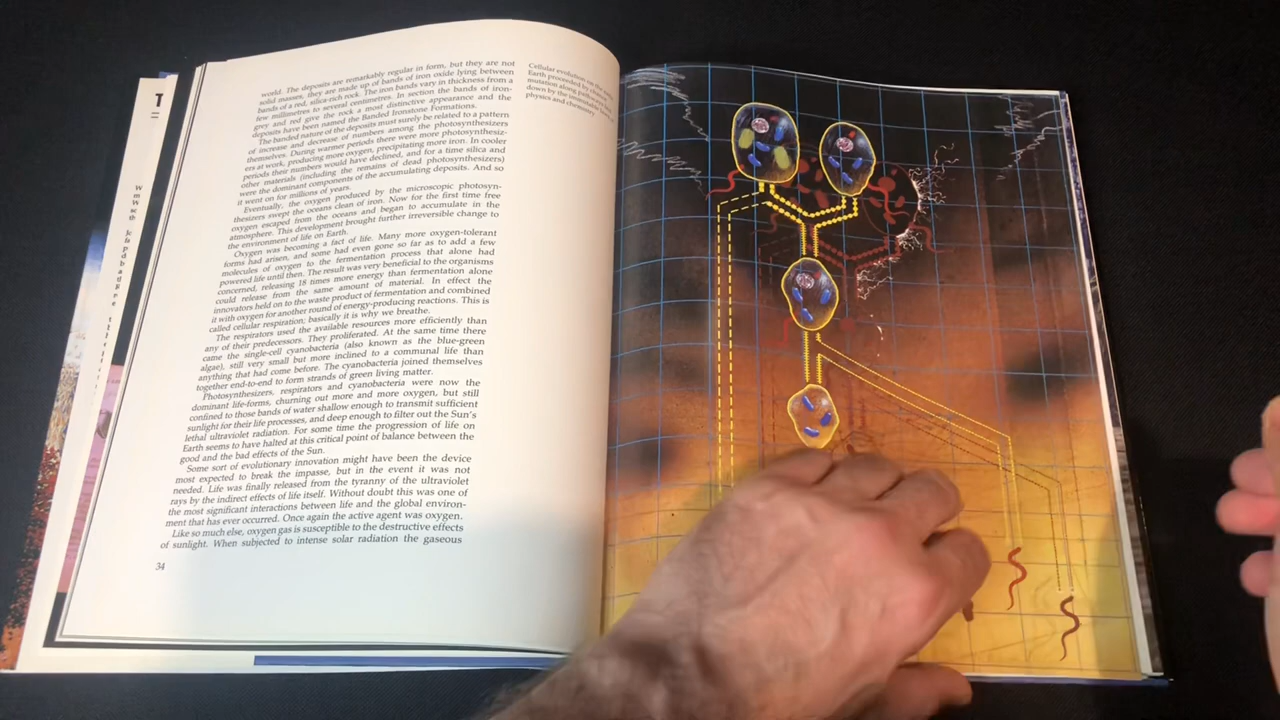 world. The deposits are remarkably regular in form, but they are not
solid masses, they are made up of bands of iron oxide lying between
bands of a red, silica-rich rock. The iron bands vary in thickness from a
few millimetres to several centimetres. In section the bands of iron-
grey and red give the rock a most distinctive appearance and the
deposits have been named the Banded Ironstone Formations.
The banded nature of the deposits must surely be related to a pattern
of increase and decrease of numbers among the photosynthesizers
themselves. During warmer periods there were more photosynthesiz-
ers at work, producing more oxygen, precipitating more iron. In cooler
periods their numbers would have declined, and for a time silica and
other materials (including the remains of dead photosynthesizers)
were the dominant components of the accumulating deposits. And so
it went on for millions of years.
Eventually, the oxygen produced by the microscopic photosyn-
thesizers swept the oceans clean of iron. Now for the first time free
oxygen escaped from the oceans and began to accumulate in the
atmosphere. This development brought further irreversible change to
the environment of life on Earth.
Oxygen was becoming a fact of life. Many more oxygen-tolerant
forms had arisen, and some had even gone so far as to add a few
molecules of oxygen to the fermentation process that alone had
powered life until then. The result was very beneficial to the organisms
concerned, releasing 18 times more energy than fermentation alone
could release from the same amount of material. In effect the
innovators held on to the waste product of fermentation and combined
it with oxygen for another round of energy-producing reactions. This is
called cellular respiration; basically it is why we breathe.
The respirators used the available resources more efficiently than
any of their predecessors. They proliferated. At the same time there
came the single-cell cyanobacteria (also known as the blue-green
algae), still very small but more inclined to a communal life than
anything that had come before. The cyanobacteria joined themselves
together end-to-end to form strands of green living matter.
Photosynthesizers, respirators and cyanobacteria were now the
dominant life-forms, churning out more and more oxygen, but still
confined to those bands of water shallow enough to transmit sufficient
sunlight for their life processes, and deep enough to filter out the Sun's
lethal ultraviolet radiation. For some time the progression of life on
Earth seems to have halted at this critical point of balance between the
good and the bad effects of the Sun.
Some sort of evolutionary innovation might have been the device
most expected to break the impasse, but in the event it was not
needed. Life was finally released from the tyranny of the ultraviolet
rays by the indirect effects of life itself. Without doubt this was one of
the most significant interactions between life and the global environ-
ment that has ever occurred. Once again the active agent was oxygen.
Like so much else, oxygen gas is susceptible to the destructive effects
of sunlight. When subjected to intense solar radiation the gaseous
34
Cellular evolution on the
Earth proceeded by
mutation along
down by the
physics and chemistry